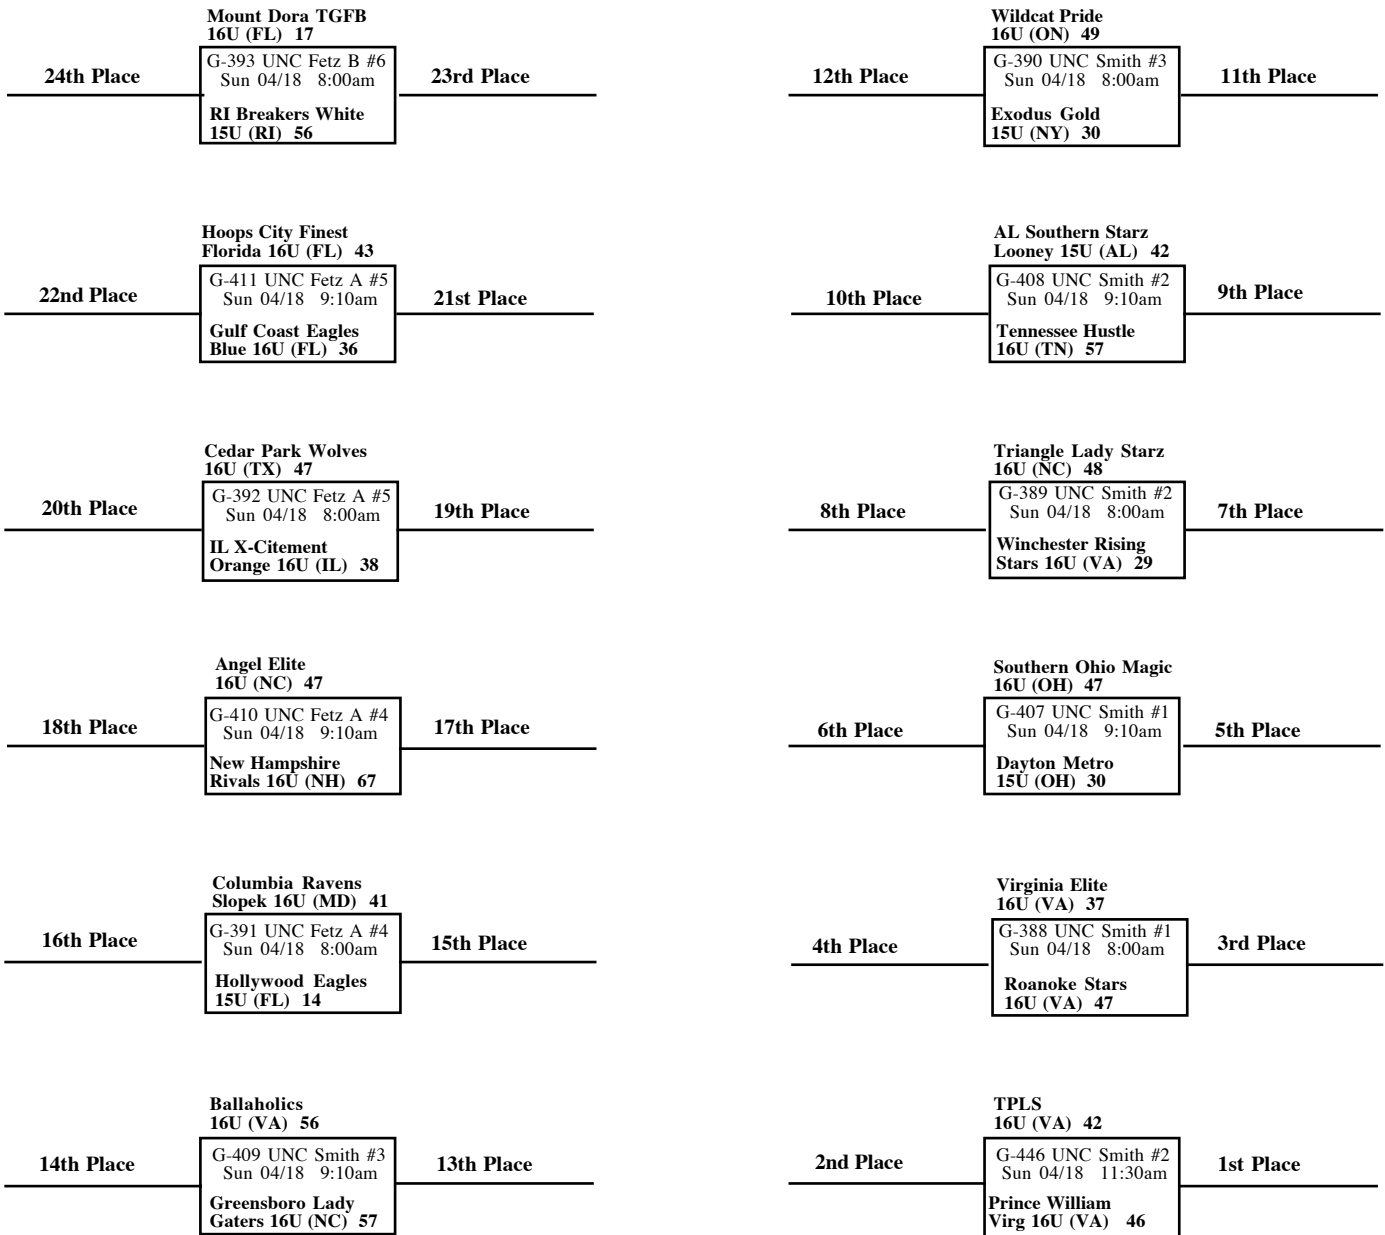 Mount Dora TGFB
16U (FL) 17
24th Place
G-393 UNC Fetz B #6
Sun 04/18 8:00am
23rd Place
RI Breakers White
15U (RI) 56
Hoops City Finest
Florida 16U (FL) 43
22nd Place
G-411 UNC Fetz A #5
Sun 04/18 9:10am
21st Place
Gulf Coast Eagles
Blue 16U (FL) 36
Cedar Park Wolves
16U (TX) 47
20th Place
G-392 UNC Fetz A #5
Sun 04/18 8:00am
19th Place
IL X-Citement
Orange 16U (IL) 38
Angel Elite
16U (NC) 47
18th Place
G-410 UNC Fetz A #4
Sun 04/18 9:10am
17th Place
New Hampshire
Rivals 16U (NH) 67
Columbia Ravens
Slopek 16U (MD) 41
16th Place
G-391 UNC Fetz A #4
Sun 04/18 8:00am
15th Place
Hollywood Eagles
15U (FL) 14
Ballaholics
16U (VA) 56
14th Place
G-409 UNC Smith #3
Sun 04/18 9:10am
13th Place
Greensboro Lady
Gaters 16U (NC) 57
Wildcat Pride
16U (ON) 49
12th Place
G-390 UNC Smith #3
Sun 04/18 8:00am
11th Place
Exodus Gold
15U (NY) 30
AL Southern Starz
Looney 15U (AL) 42
10th Place
G-408 UNC Smith #2
Sun 04/18 9:10am
9th Place
Tennessee Hustle
16U (TN) 57
Triangle Lady Starz
16U (NC) 48
8th Place
G-389 UNC Smith #2
Sun 04/18 8:00am
7th Place
Winchester Rising
Stars 16U (VA) 29
Southern Ohio Magic
16U (OH) 47
6th Place
G-407 UNC Smith #1
Sun 04/18 9:10am
5th Place
Dayton Metro
15U (OH) 30
Virginia Elite
16U (VA) 37
4th Place
G-388 UNC Smith #1
Sun 04/18 8:00am
3rd Place
Roanoke Stars
16U (VA) 47
TPLS
16U (VA) 42
2nd Place
G-446 UNC Smith #2
Sun 04/18 11:30am
1st Place
Prince William
Virg 16U (VA) 46